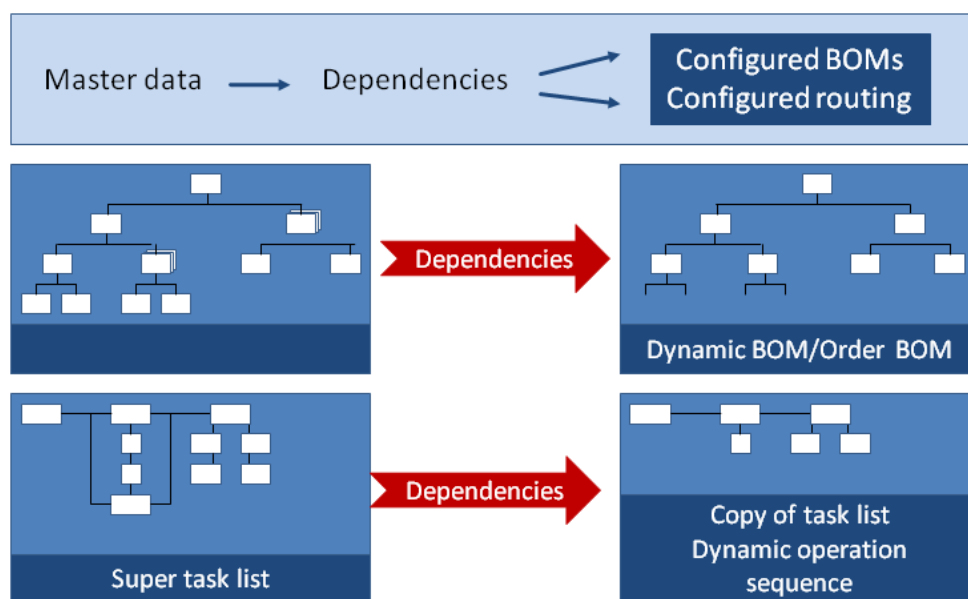 Master data
Dependencies
Configured BOMs
Configured routing
Dependencies
Dynamic BOM/Order BOM
Dependencies
Super task list
Copy of task list
Dynamic operation
sequence